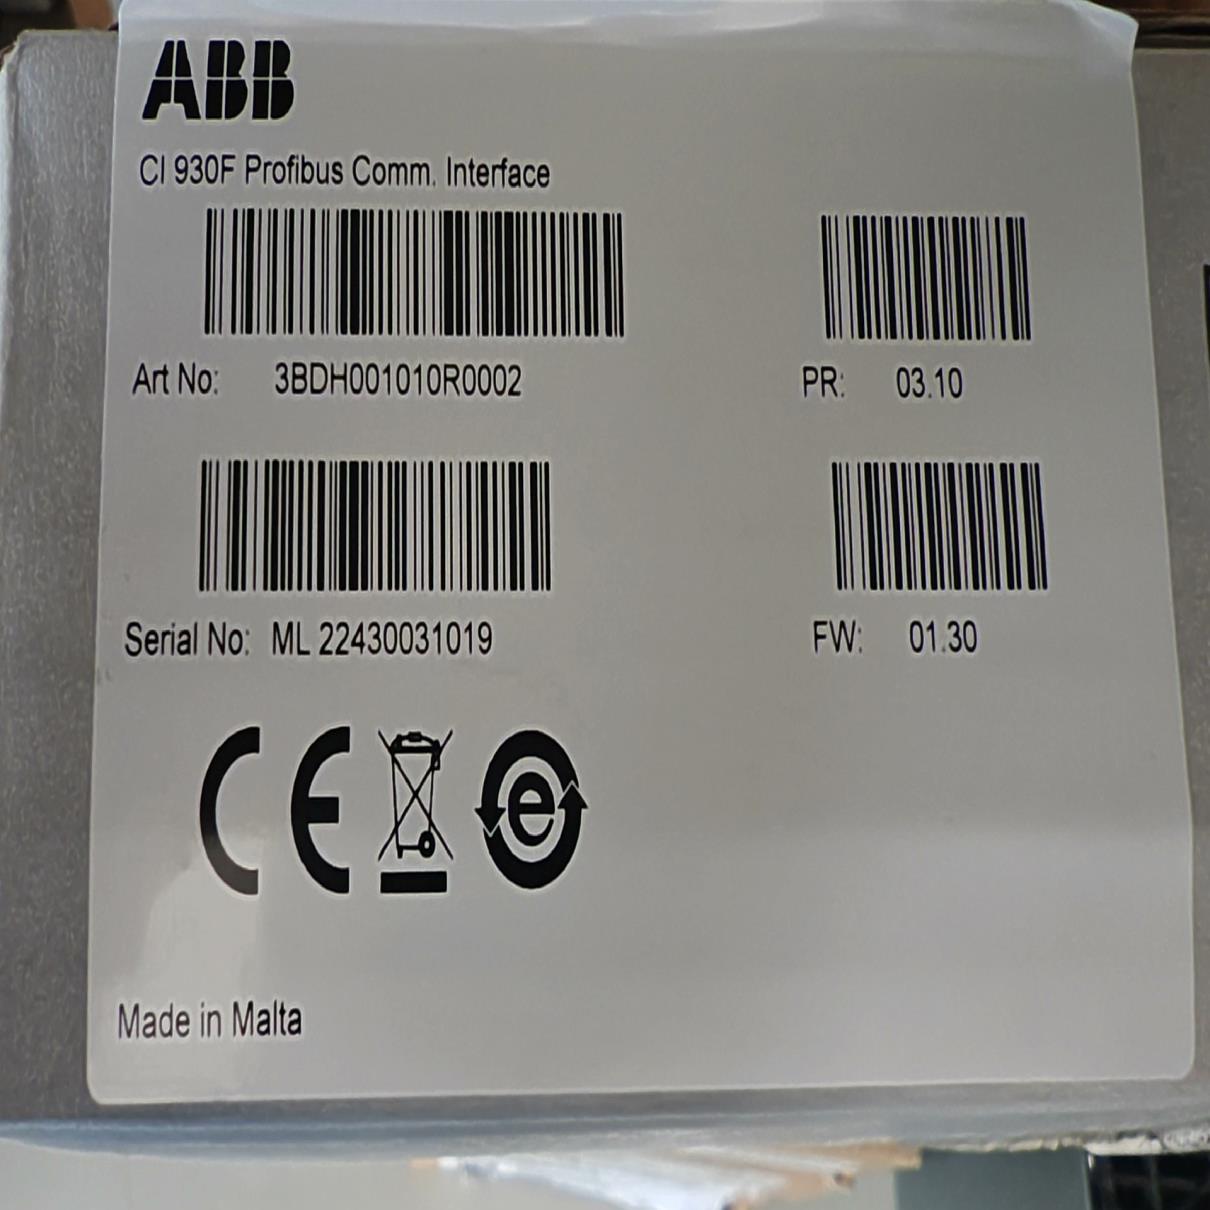 ABB
CI 930F Profibus Comm. Interface
Art No: 3BDH001010R0002 PR: 03.10
Serial No: ML 22430031019 FW: 01.30
CE
e
Made in Malta